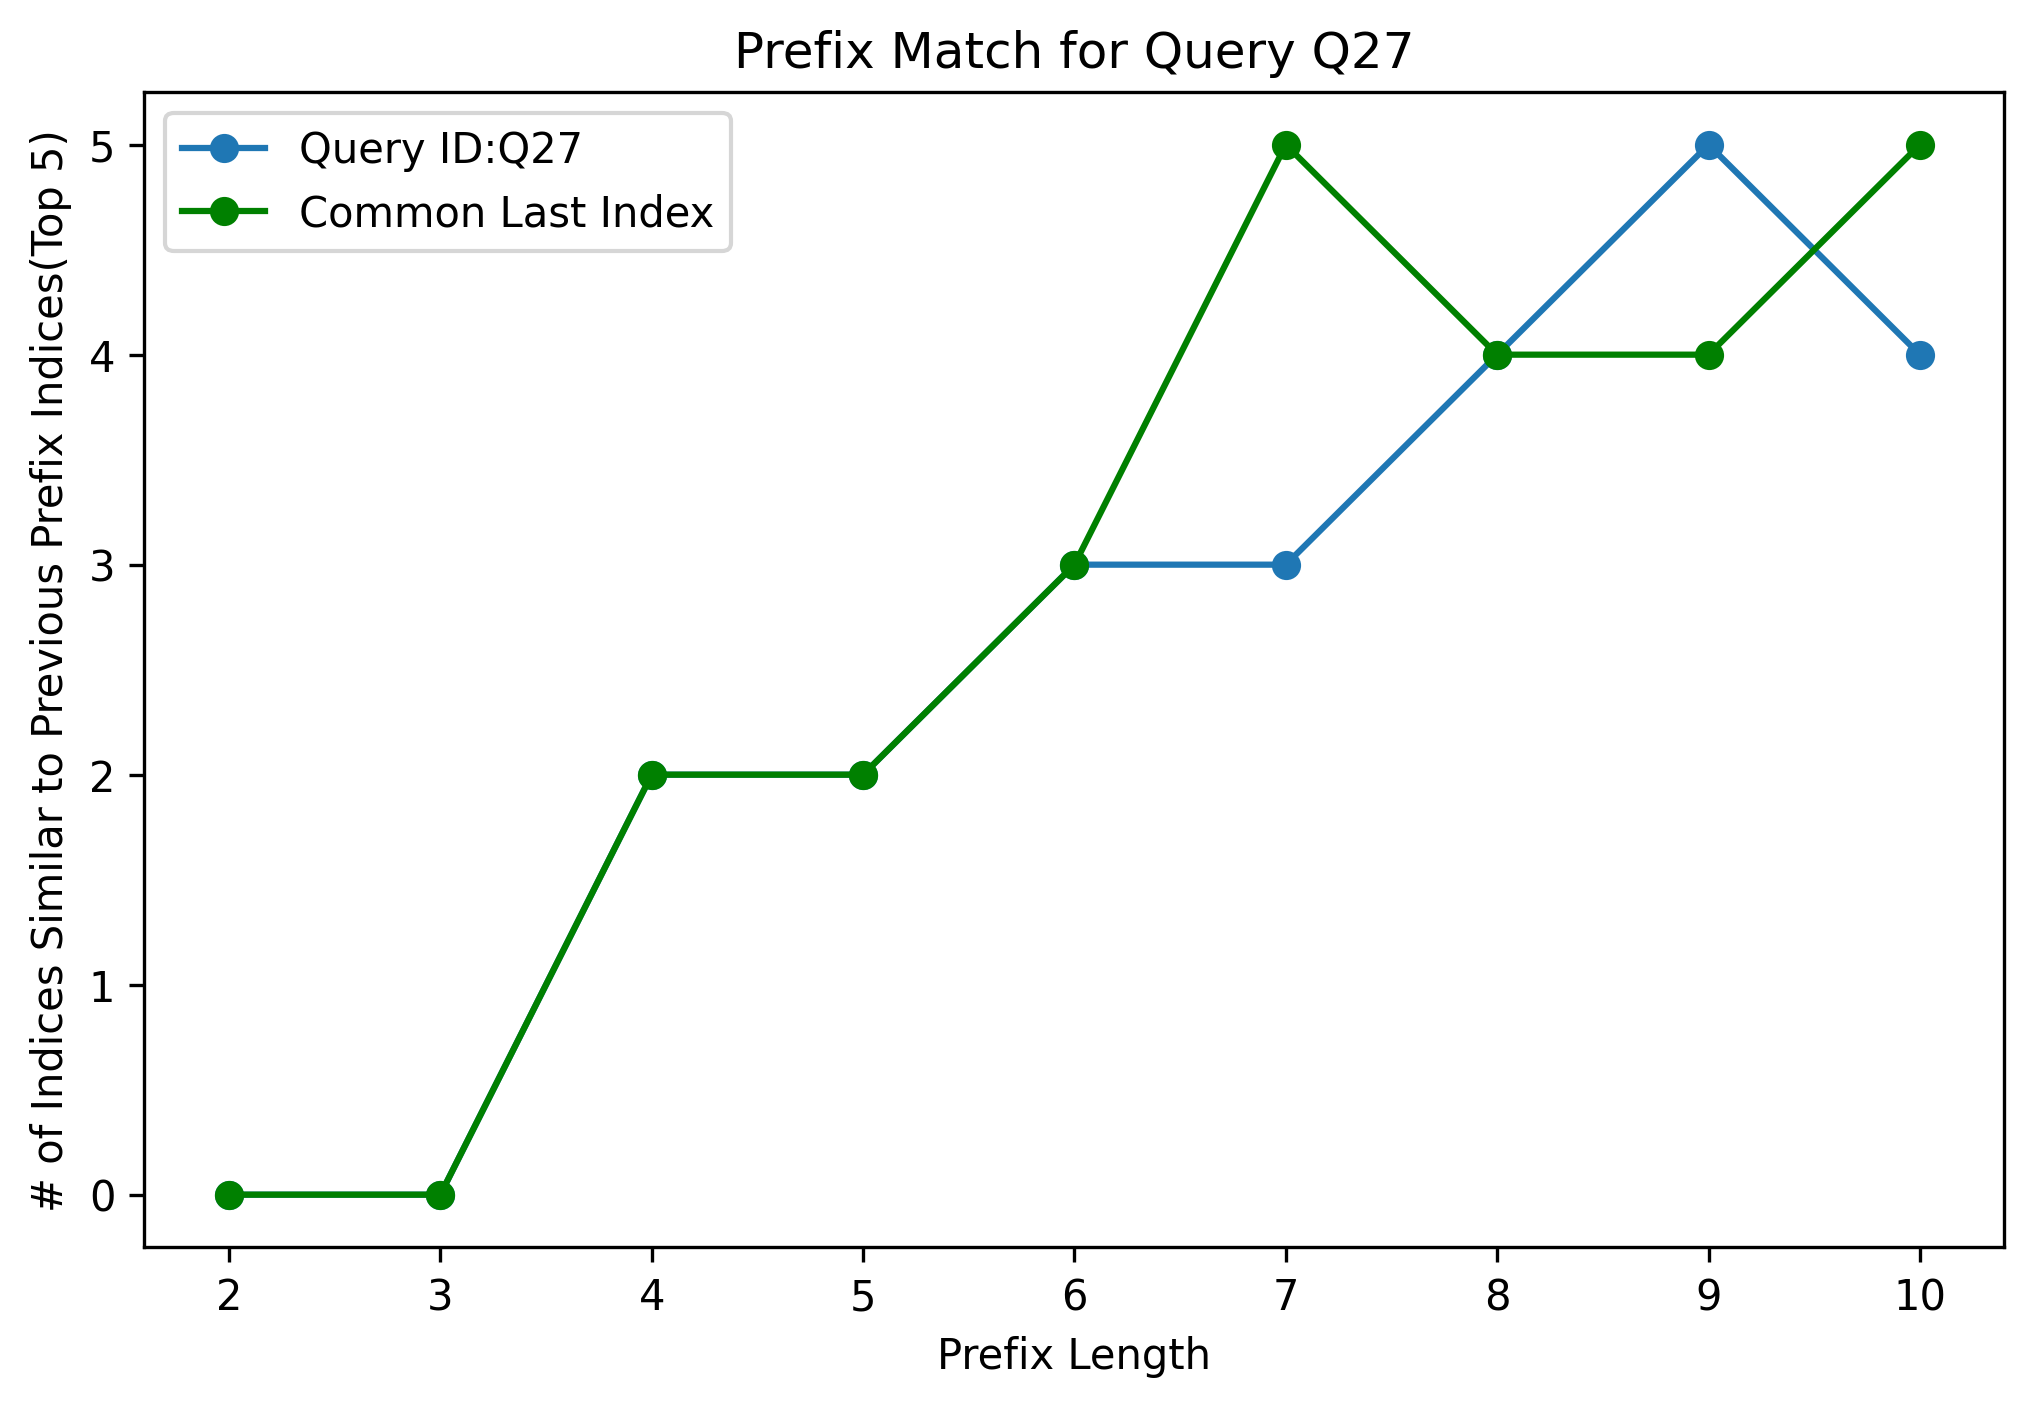 Prefix Match for Query Q27
Query ID:Q27
Common Last Index
# of Indices Similar to Previous Prefix Indices(Top 5)
5
4
3
2
1
0
2 3 4 5 6 7 8 9 10
Prefix Length